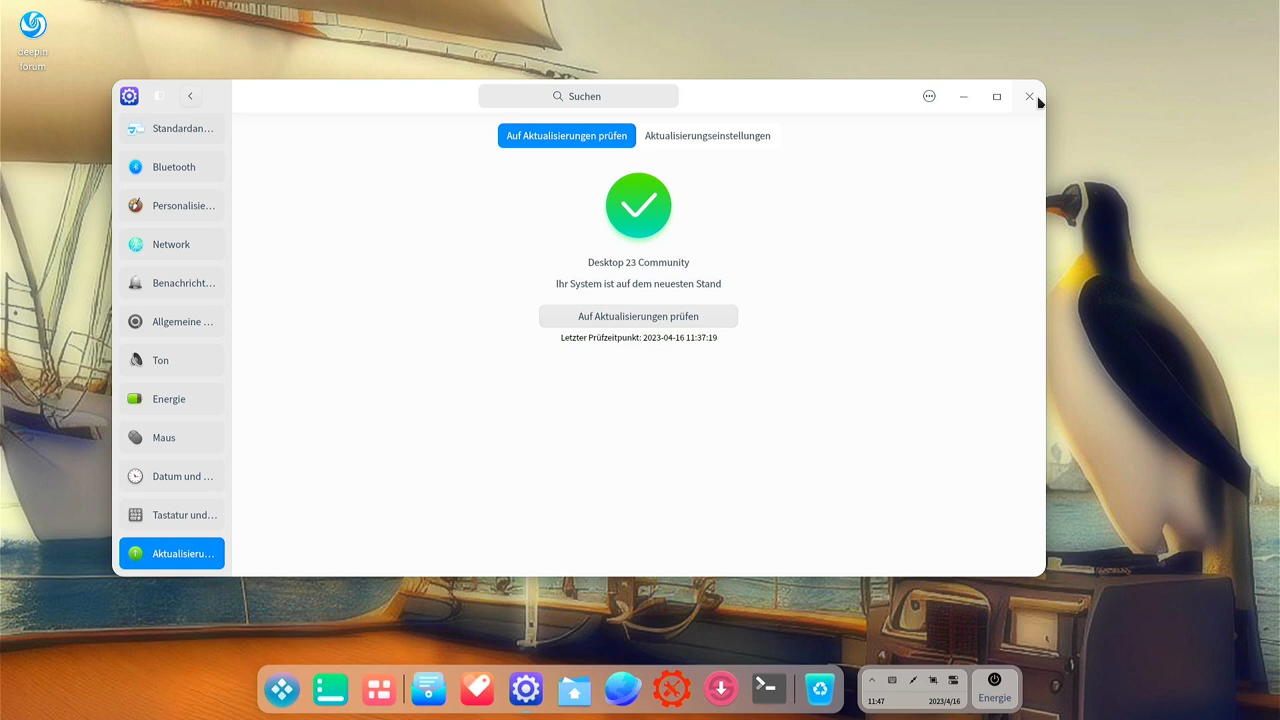 deepin
forum
Suchen
Auf Aktualisierungen prüfen
Aktualisierungseinstellungen
Standardan...
Bluetooth
Personalisie...
Network
Benachricht...
Allgemeine ...
Ton
Energie
Maus
Datum und ...
Tastatur und...
Aktualisieru...
Desktop 23 Community
Ihr System ist auf dem neuesten Stand
Auf Aktualisierungen prüfen
Letzter Prüfzeitpunkt: 2023-04-16 11:37:19
11:47
2023/4/16
Energie